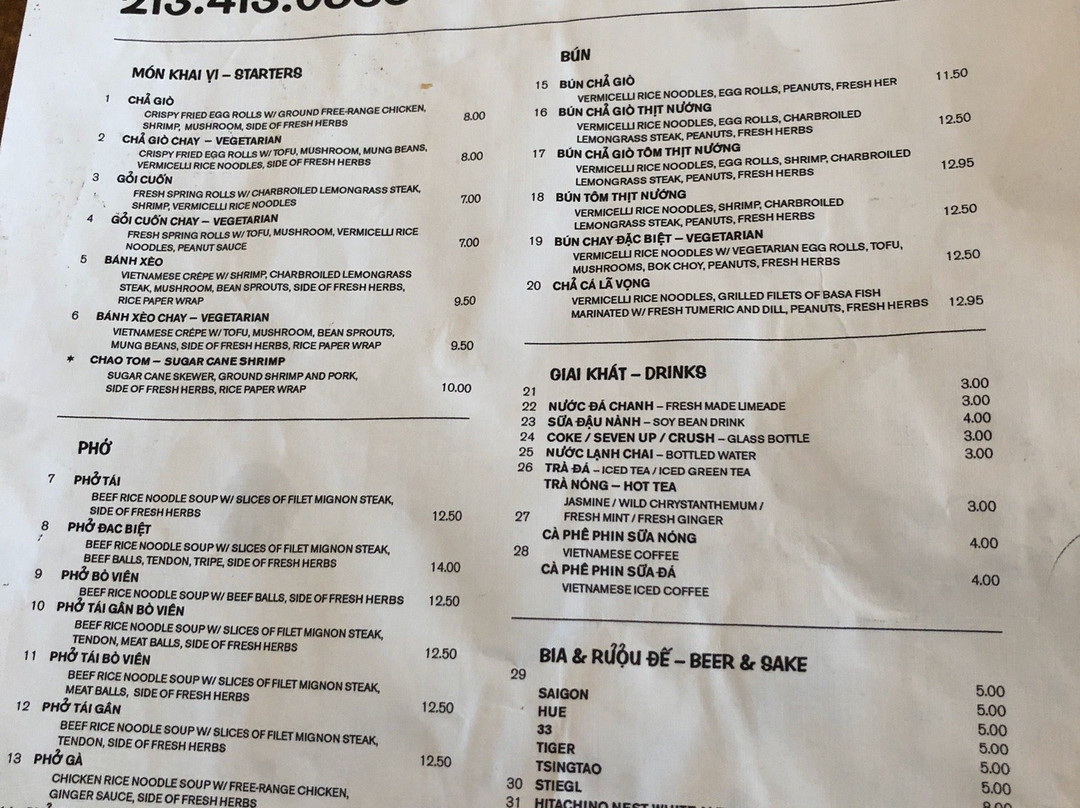 MÓN KHAI VỊ – STARTERS
1 CHẢ GIÒ
CRISPY FRIED EGG ROLLS W/ GROUND FREE-RANGE CHICKEN,
SHRIMP, MUSHROOM, SIDE OF FRESH HERBS 8.00
2 CHẢ GIÒ CHAY – VEGETARIAN
CRISPY FRIED EGG ROLLS W/ TOFU, MUSHROOM, MUNG BEANS,
VERMICELLI RICE NOODLES, SIDE OF FRESH HERBS 8.00
3 GỎI CUỐN
FRESH SPRING ROLLS W/ CHARBROILED LEMONGRASS STEAK,
SHRIMP, VERMICELLI RICE NOODLES 7.00
4 GỎI CUỐN CHAY – VEGETARIAN
FRESH SPRING ROLLS W/ TOFU, MUSHROOM, VERMICELLI RICE
NOODLES, PEANUT SAUCE 7.00
5 BÁNH XÈO
VIETNAMESE CRÊPE W/ SHRIMP, CHARBROILED LEMONGRASS
STEAK, MUSHROOM, BEAN SPROUTS, SIDE OF FRESH HERBS,
RICE PAPER WRAP 9.50
6 BÁNH XÈO CHAY – VEGETARIAN
VIETNAMESE CRÊPE W/ TOFU, MUSHROOM, BEAN SPROUTS,
MUNG BEANS, SIDE OF FRESH HERBS, RICE PAPER WRAP 9.50
* CHAO TOM – SUGAR CANE SHRIMP
SUGAR CANE SKEWER, GROUND SHRIMP AND PORK,
SIDE OF FRESH HERBS, RICE PAPER WRAP 10.00
PHỞ
7 PHỞ TÁI
BEEF RICE NOODLE SOUP W/ SLICES OF FILET MIGNON STEAK,
SIDE OF FRESH HERBS 12.50
8 PHỞ ĐAC BIỆT
BEEF RICE NOODLE SOUP W/ SLICES OF FILET MIGNON STEAK,
BEEF BALLS, TENDON, TRIPE, SIDE OF FRESH HERBS 14.00
9 PHỞ BÒ VIÊN
BEEF RICE NOODLE SOUP W/ BEEF BALLS, SIDE OF FRESH HERBS 12.50
10 PHỞ TÁI GÂN BÒ VIÊN
BEEF RICE NOODLE SOUP W/ SLICES OF FILET MIGNON STEAK,
TENDON, MEAT BALLS, SIDE OF FRESH HERBS 12.50
11 PHỞ TÁI BÒ VIÊN
BEEF RICE NOODLE SOUP W/ SLICES OF FILET MIGNON STEAK,
MEAT BALLS, SIDE OF FRESH HERBS 12.50
12 PHỞ TÁI GÂN
BEEF RICE NOODLE SOUP W/ SLICES OF FILET MIGNON STEAK,
TENDON, SIDE OF FRESH HERBS 12.50
13 PHỞ GÀ
CHICKEN RICE NOODLE SOUP W/ FREE-RANGE CHICKEN,
GINGER SAUCE, SIDE OF FRESH HERBS
BÚN
15 BÚN CHẢ GIÒ 11.50
VERMICELLI RICE NOODLES, EGG ROLLS, PEANUTS, FRESH HER
16 BÚN CHẢ GIÒ THỊT NƯỚNG
VERMICELLI RICE NOODLES, EGG ROLLS, CHARBROILED 12.50
LEMONGRASS STEAK, PEANUTS, FRESH HERBS
17 BÚN CHẢ GIÒ TÔM THỊT NƯỚNG
VERMICELLI RICE NOODLES, EGG ROLLS, SHRIMP, CHARBROILED 12.95
LEMONGRASS STEAK, PEANUTS, FRESH HERBS
18 BÚN TÔM THỊT NƯỚNG
VERMICELLI RICE NOODLES, SHRIMP, CHARBROILED 12.50
LEMONGRASS STEAK, PEANUTS, FRESH HERBS
19 BÚN CHAY ĐẶC BIỆT – VEGETARIAN
VERMICELLI RICE NOODLES W/ VEGETARIAN EGG ROLLS, TOFU, 12.50
MUSHROOMS, BOK CHOY, PEANUTS, FRESH HERBS
20 CHẢ CÁ LÃ VỌNG
VERMICELLI RICE NOODLES, GRILLED FILETS OF BASA FISH
MARINATED W/ FRESH TUMERIC AND DILL, PEANUTS, FRESH HERBS 12.95
GIAI KHÁT – DRINKS
21 3.00
22 NƯỚC ĐÁ CHANH – FRESH MADE LIMEADE 3.00
23 SỮA ĐẬU NÀNH – SOY BEAN DRINK 4.00
24 COKE / SEVEN UP / CRUSH – GLASS BOTTLE 3.00
25 NƯỚC LẠNH CHAI – BOTTLED WATER 3.00
26 TRÀ ĐÁ – ICED TEA / ICED GREEN TEA
TRÀ NÓNG – HOT TEA
JASMINE / WILD CHRYSTANTHEMUM / 3.00
27 FRESH MINT / FRESH GINGER
CÀ PHÊ PHIN SỮA NÓNG 4.00
28 VIETNAMESE COFFEE
CÀ PHÊ PHIN SỮA ĐÁ 4.00
VIETNAMESE ICED COFFEE
BIA & RƯỢU ĐẾ – BEER & SAKE
29
SAIGON 5.00
HUE 5.00
33 5.00
TIGER 5.00
TSINGTAO 5.00
30 STIEGL 5.00
31 HITACHINO NEST WHITE